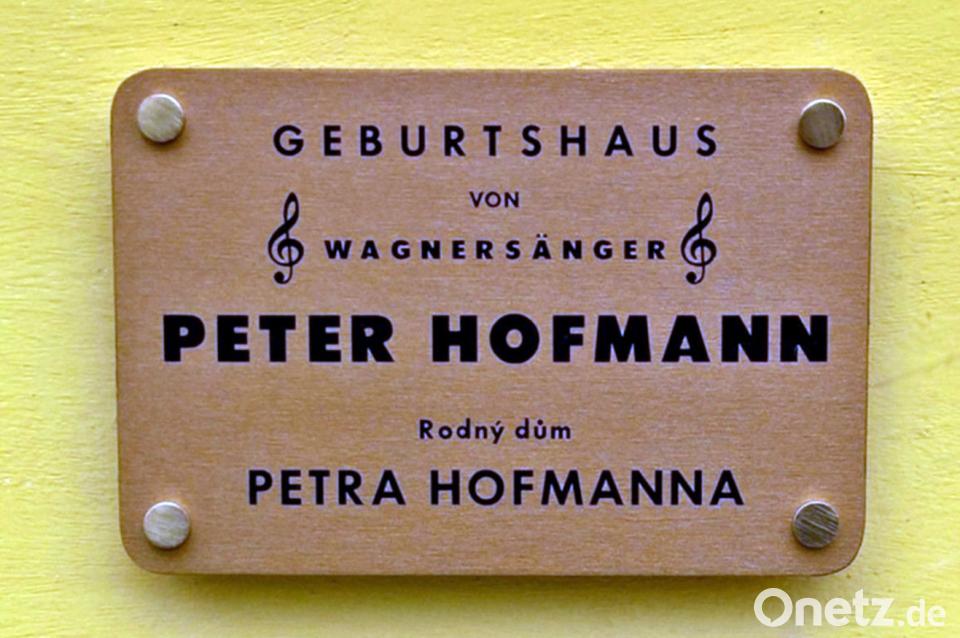 GEBURTSHAUS
VON
WAGNERSÄNGER
PETER HOFMANN
Rodný dům
PETRA HOFMANNA
Onetz.de